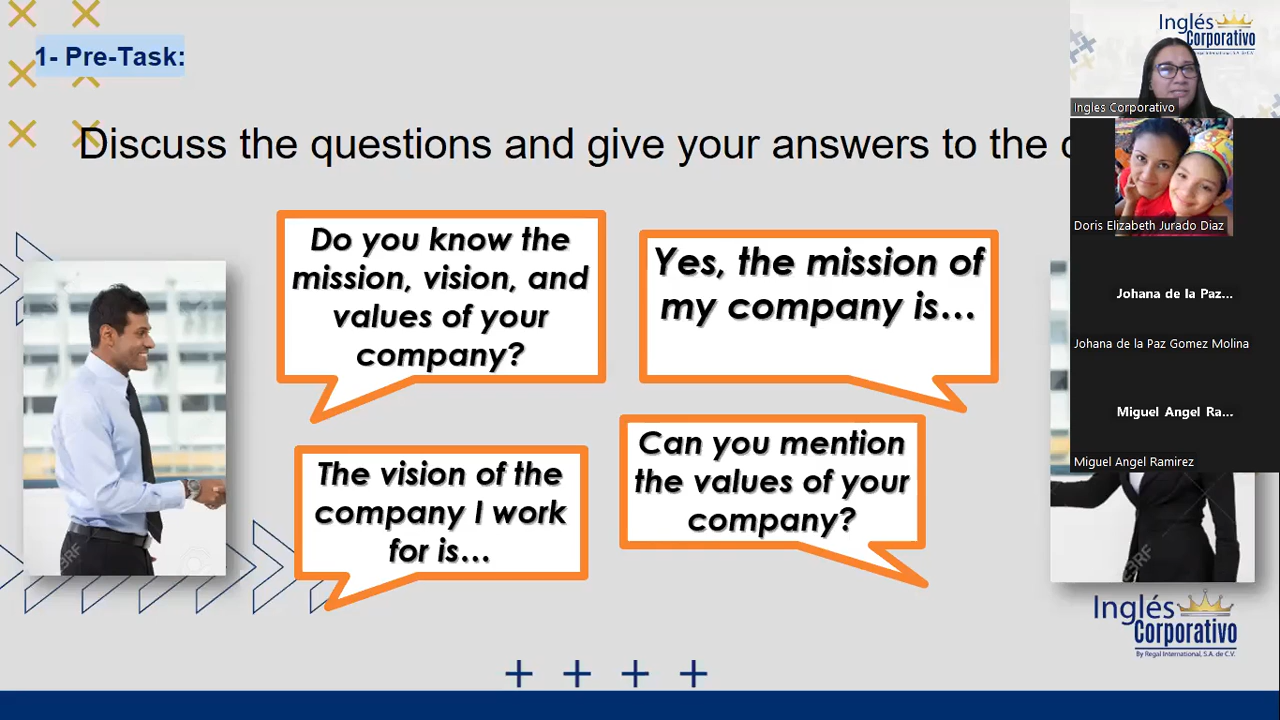 1- Pre-Task:
Discuss the questions and give your answers to the
Do you know the
mission, vision, and
values of your
company?
Yes, the mission of
my company is...
The vision of the
company I work
for is...
Can you mention
the values of your
company?
Inglés
Corporativo
Ingles Corporativo
Doris Elizabeth Jurado Diaz
Johana de la Paz...
Johana de la Paz Gomez Molina
Miguel Angel Ra...
Miguel Angel Ramirez
Inglés
Corporativo
By Regal International, S.A. de C.V.